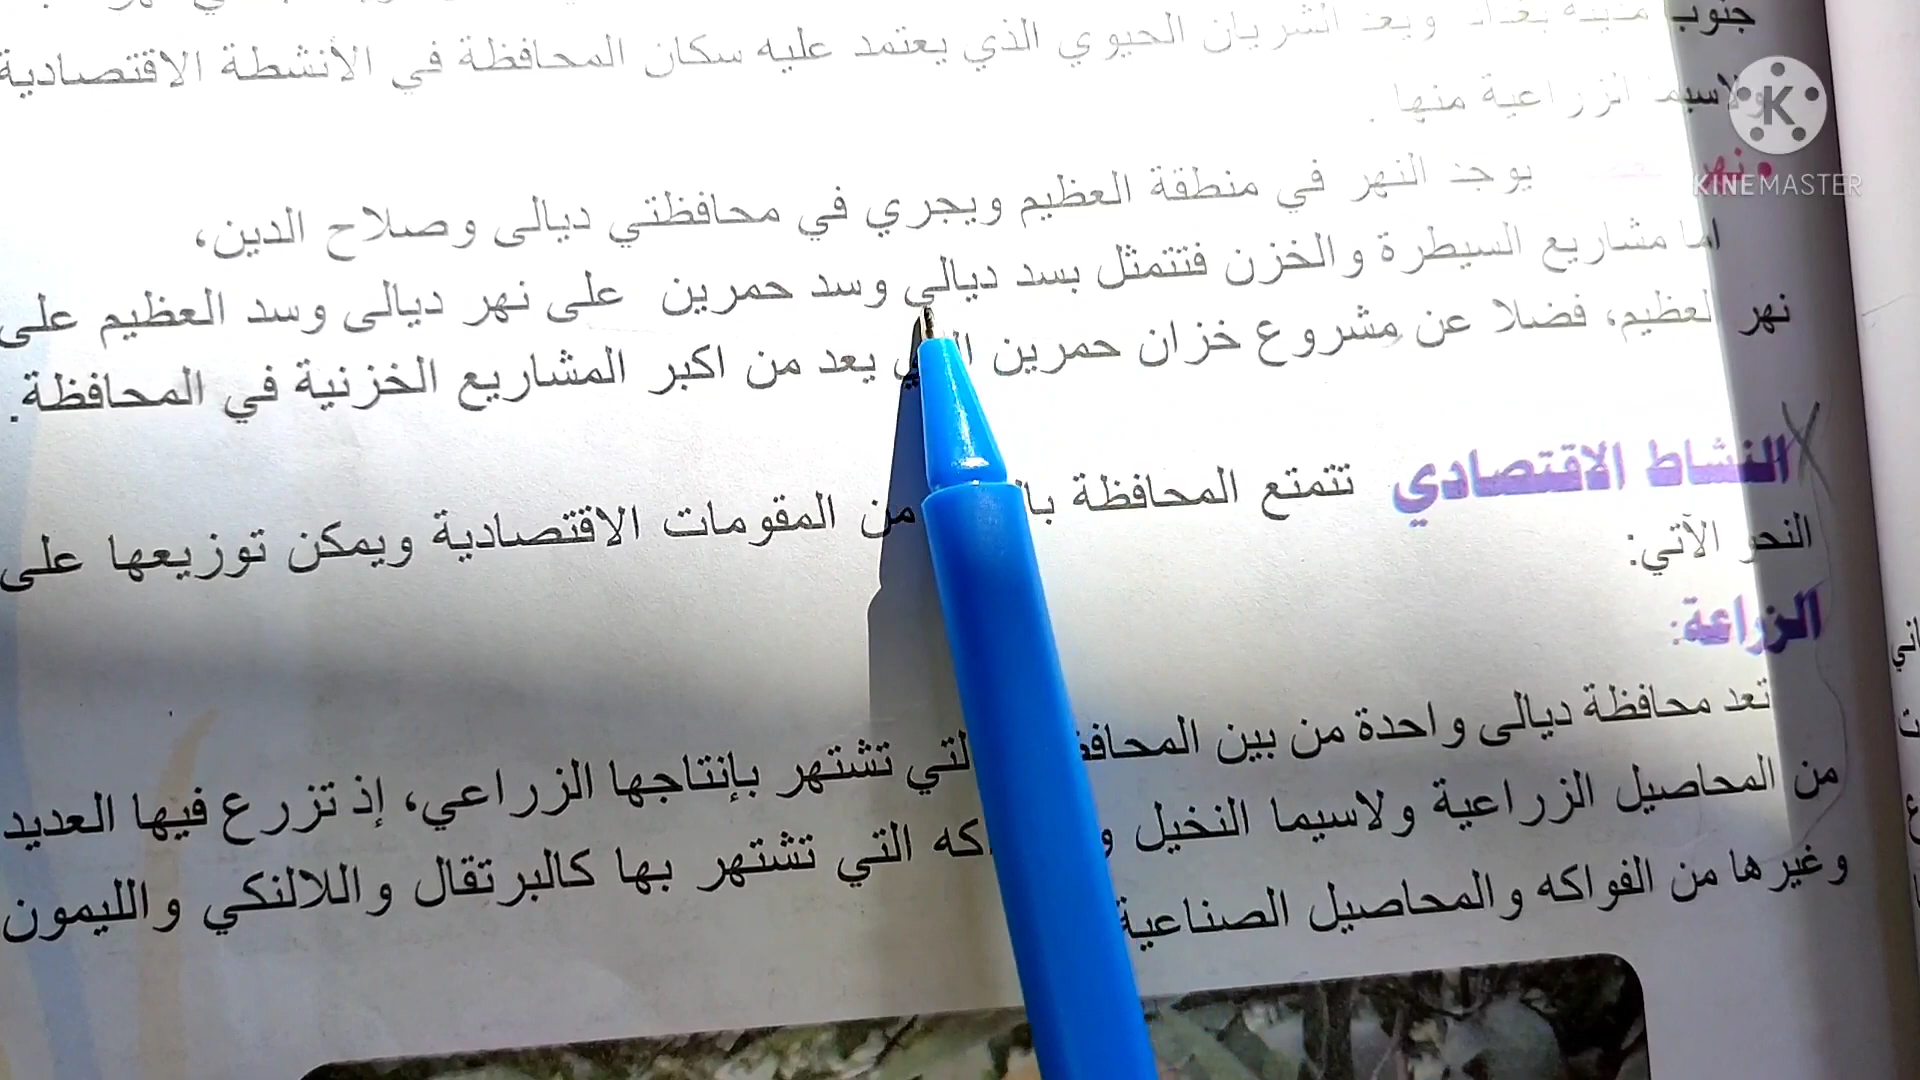 جنوب مدينة بغداد ويعد الشريان الحيوي الذي يعتمد عليه سكان المحافظة في الأنشطة الاقتصادية
ولاسيما الزراعية منها.
• نهر يوجد النهر في منطقة العظيم ويجري في محافظتي ديالى وصلاح الدين،
اما مشاريع السيطرة والخزن فتتمثل بسد ديالي وسد حمرين على نهر ديالى وسد العظيم على
نهر العظيم، فضلا عن مشروع خزان حمرين يعد من اكبر المشاريع الخزنية في المحافظة.
النشاط الاقتصادي تتمتع المحافظة من المقومات الاقتصادية ويمكن توزيعها على
النحو الآتي:
الزراعة:
تعد محافظة ديالى واحدة من بين التي تشتهر بإنتاجها الزراعي، إذ تزرع فيها العديد
من المحاصيل الزراعية ولاسيما النخيل التي تشتهر بها كالبرتقال واللالنكي والليمون
وغيرها من الفواكه والمحاصيل الصناعية
K
KINEMASTER